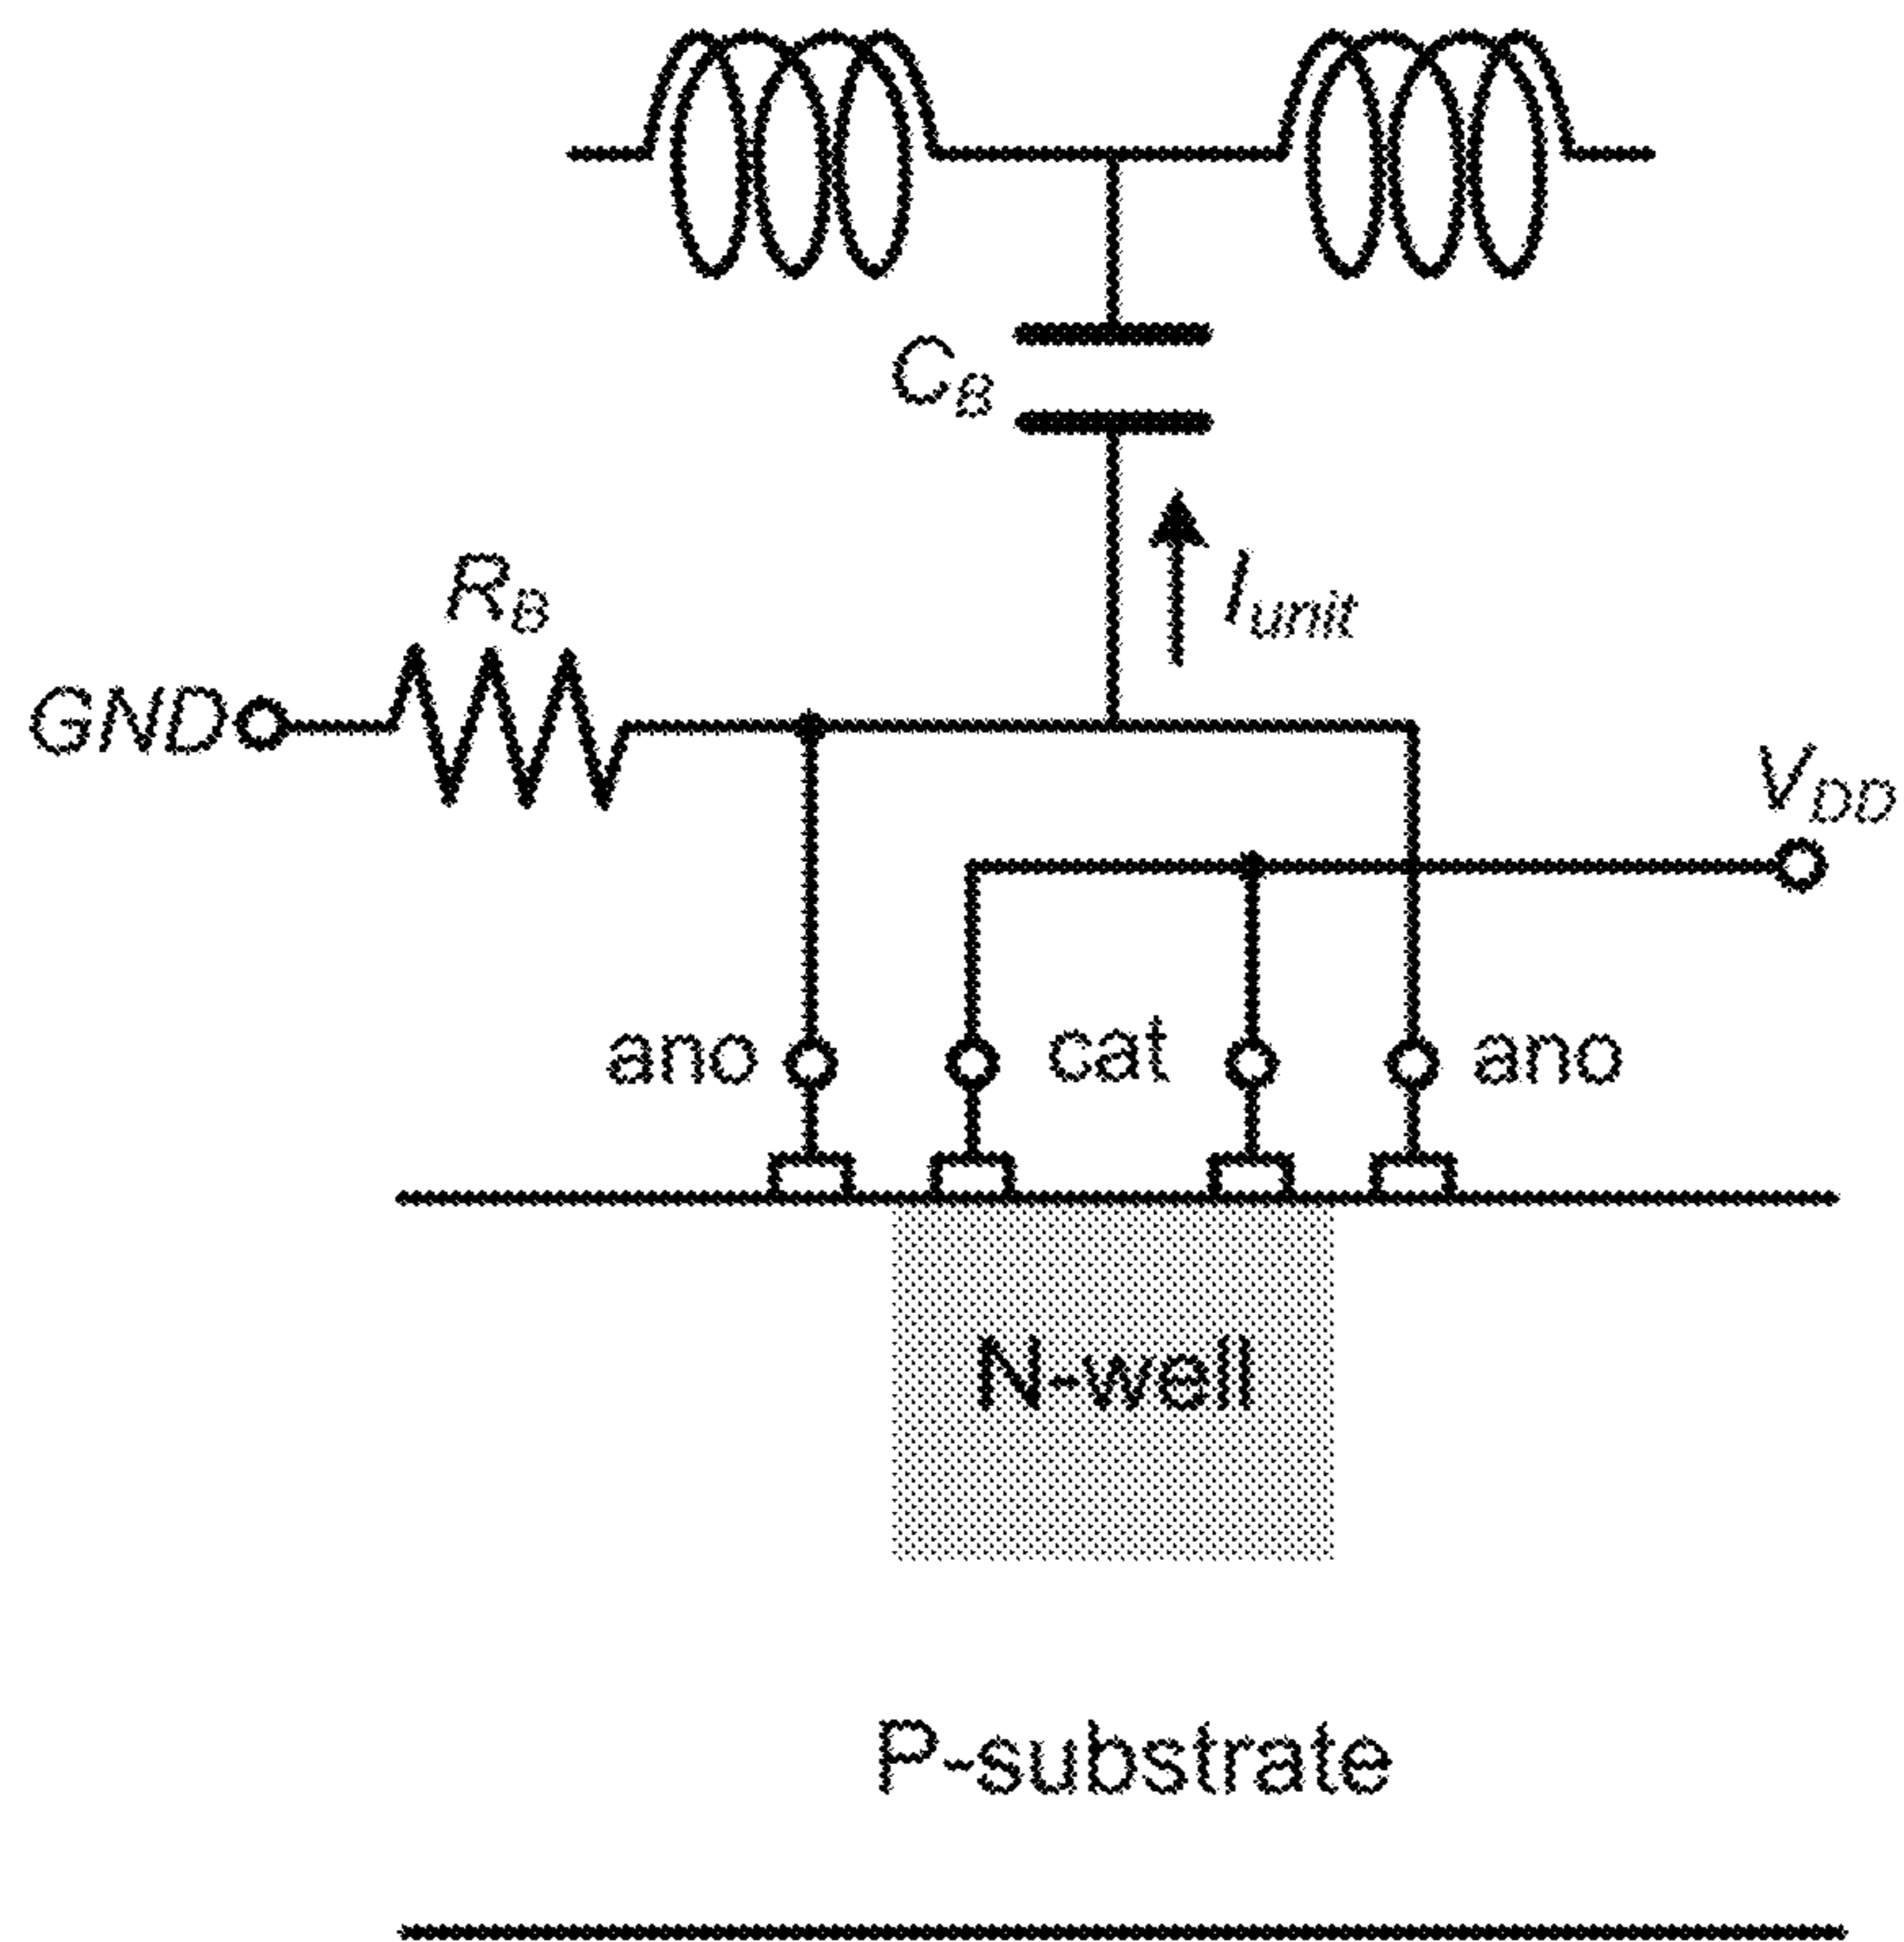 C_B
R_B
I_unit
GND
V_DD
ano
cat
ano
N-well
P-substrate